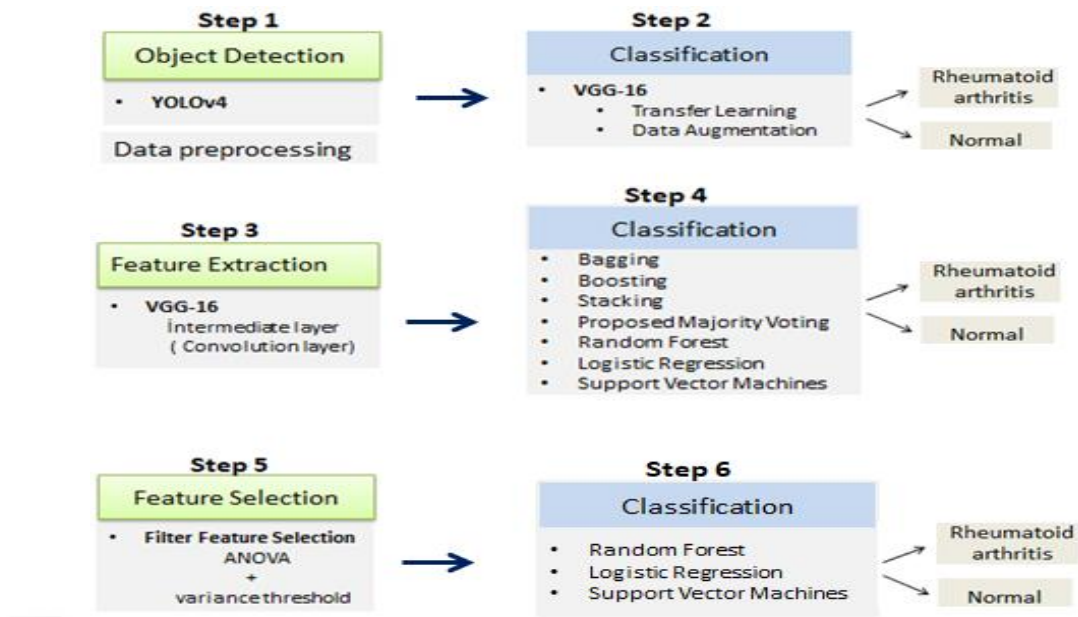 Step 1
Object Detection
• YOLOv4
Data preprocessing
Step 2
Classification
• VGG-16
• Transfer Learning
• Data Augmentation
Rheumatoid
arthritis
Normal
Step 3
Feature Extraction
• VGG-16
İntermediate layer
( Convolution layer)
Step 4
Classification
• Bagging
• Boosting
• Stacking
• Proposed Majority Voting
• Random Forest
• Logistic Regression
• Support Vector Machines
Rheumatoid
arthritis
Normal
Step 5
Feature Selection
• Filter Feature Selection
ANOVA
+
variance threshold
Step 6
Classification
• Random Forest
• Logistic Regression
• Support Vector Machines
Rheumatoid
arthritis
Normal